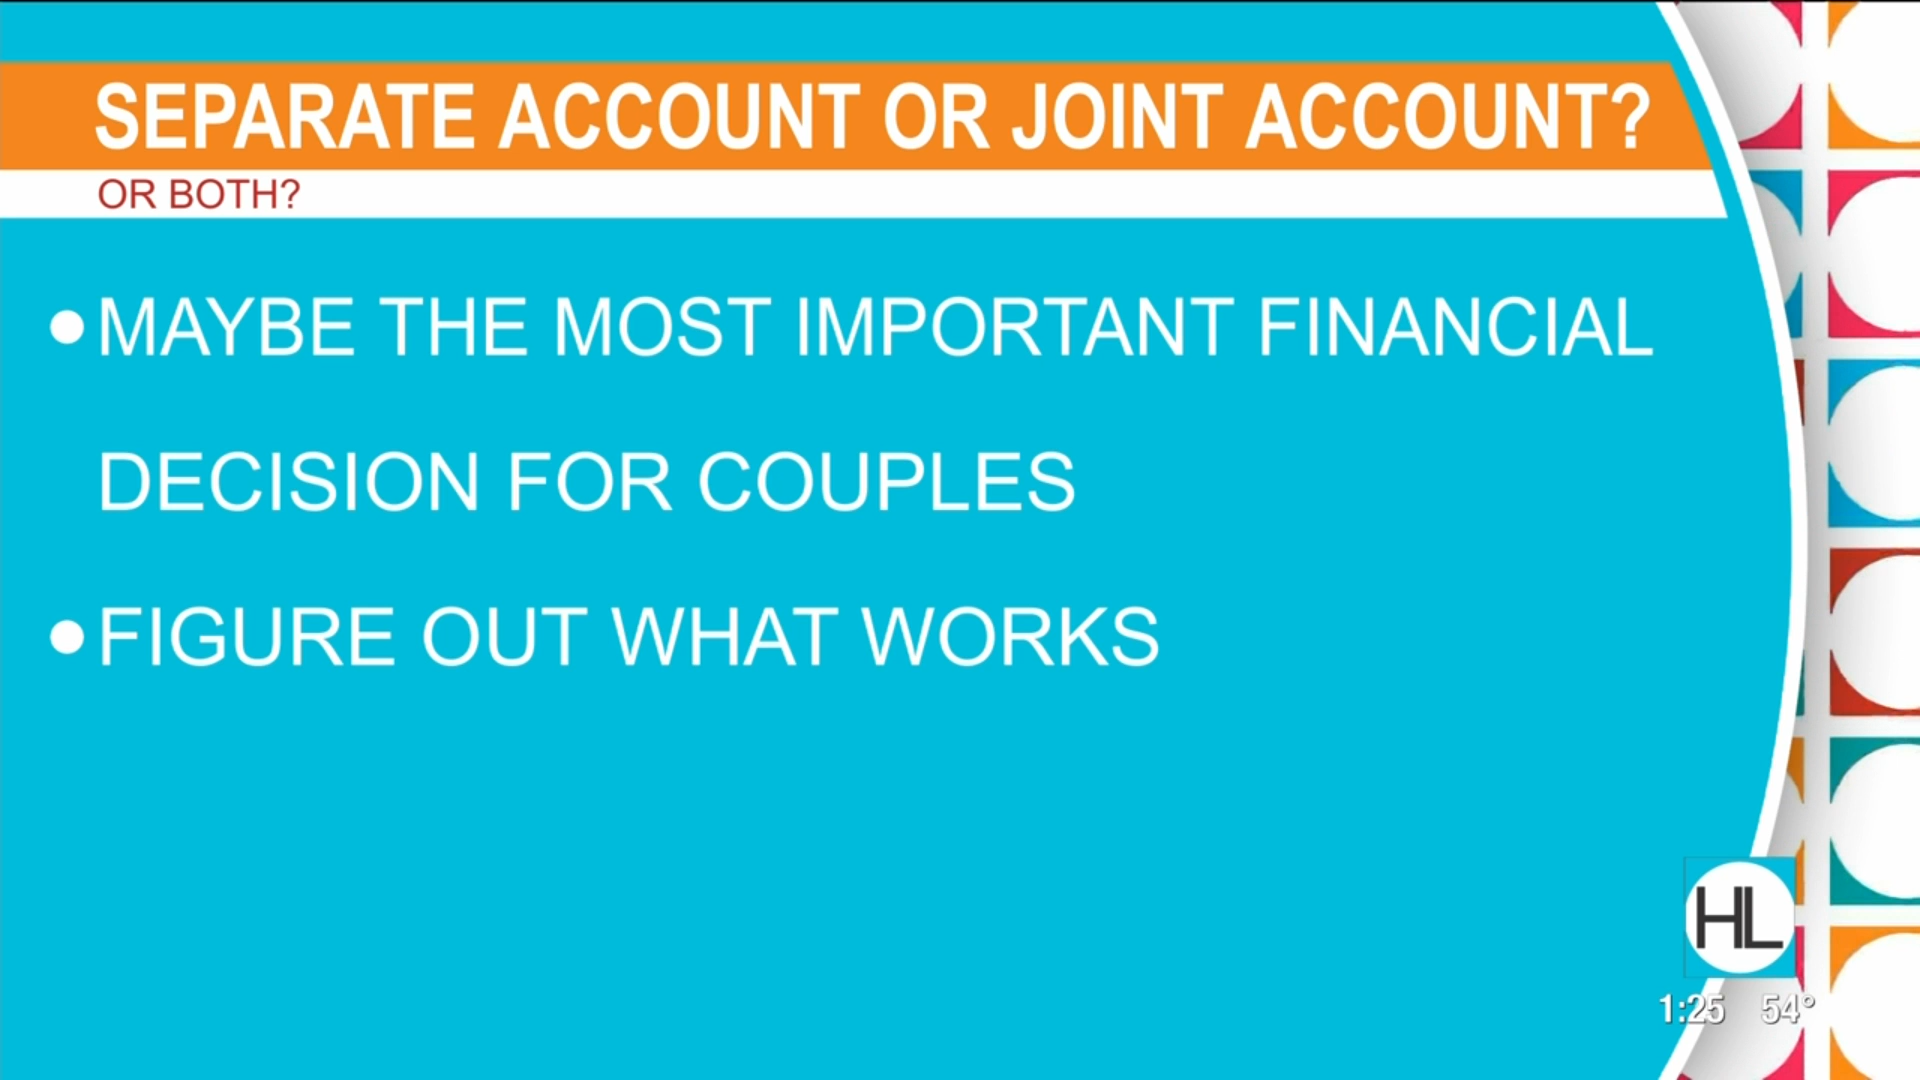 SEPARATE ACCOUNT OR JOINT ACCOUNT?
OR BOTH?
●MAYBE THE MOST IMPORTANT FINANCIAL
DECISION FOR COUPLES
●FIGURE OUT WHAT WORKS
HL
1:25 54°